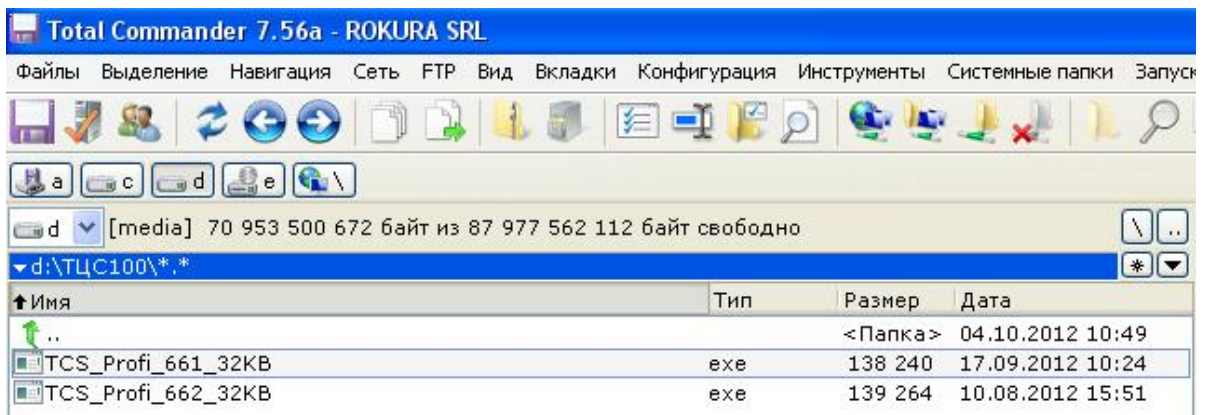 Total Commander 7.56a - ROKURA SRL
Файлы Выделение Навигация Сеть FTP Вид Вкладки Конфигурация Инструменты Системные папки Запуск
a c d e \
d [media] 70 953 500 672 байт из 87 977 562 112 байт свободно \ ..
d:\ТЦС100\*.* *
Имя Тип Размер Дата
.. <Папка> 04.10.2012 10:49
TCS_Profi_661_32KB exe 138 240 17.09.2012 10:24
TCS_Profi_662_32KB exe 139 264 10.08.2012 15:51